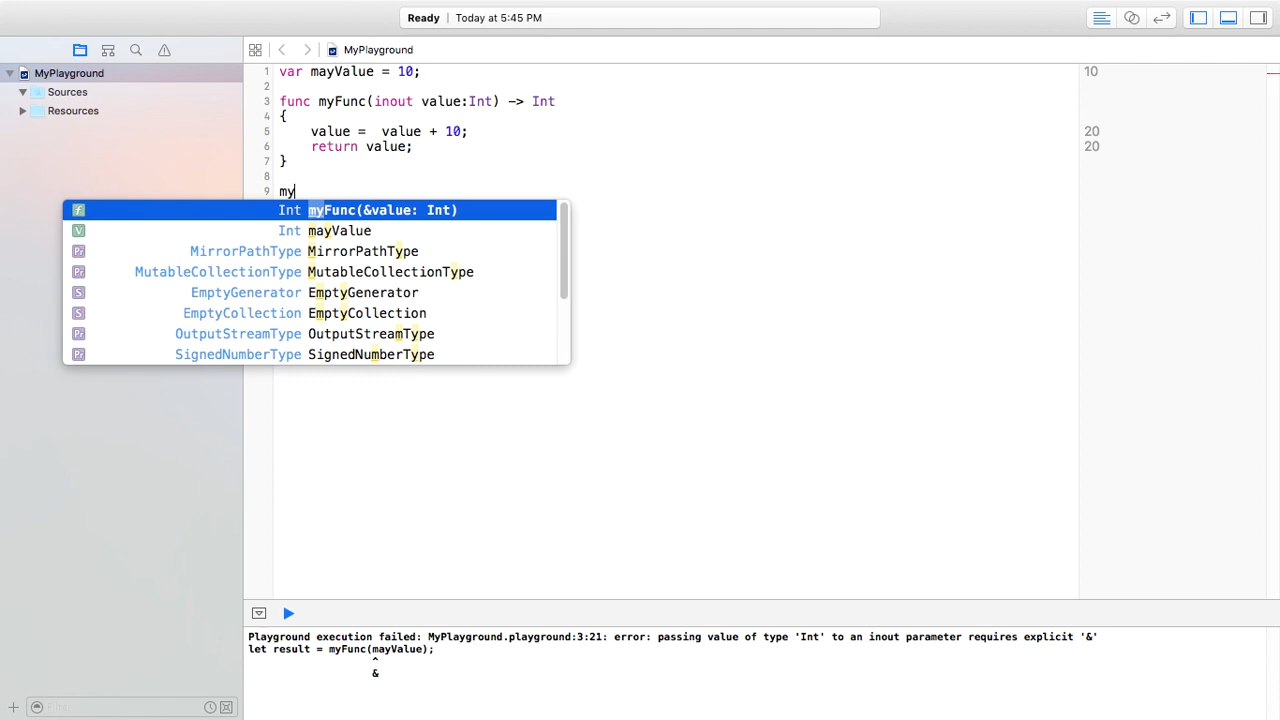 Ready Today at 5:45 PM
MyPlayground
MyPlayground
Sources
Resources
1 var mayValue = 10; 10
2
3 func myFunc(inout value:Int) -> Int
4 {
5 value =  value + 10; 20
6 return value; 20
7 }
8
9 my
f Int myFunc(&value: Int)
V Int mayValue
Pr MirrorPathType MirrorPathType
Pr MutableCollectionType MutableCollectionType
S EmptyGenerator EmptyGenerator
S EmptyCollection EmptyCollection
Pr OutputStreamType OutputStreamType
Pr SignedNumberType SignedNumberType
Playground execution failed: MyPlayground.playground:3:21: error: passing value of type 'Int' to an inout parameter requires explicit '&'
let result = myFunc(mayValue);
^
&